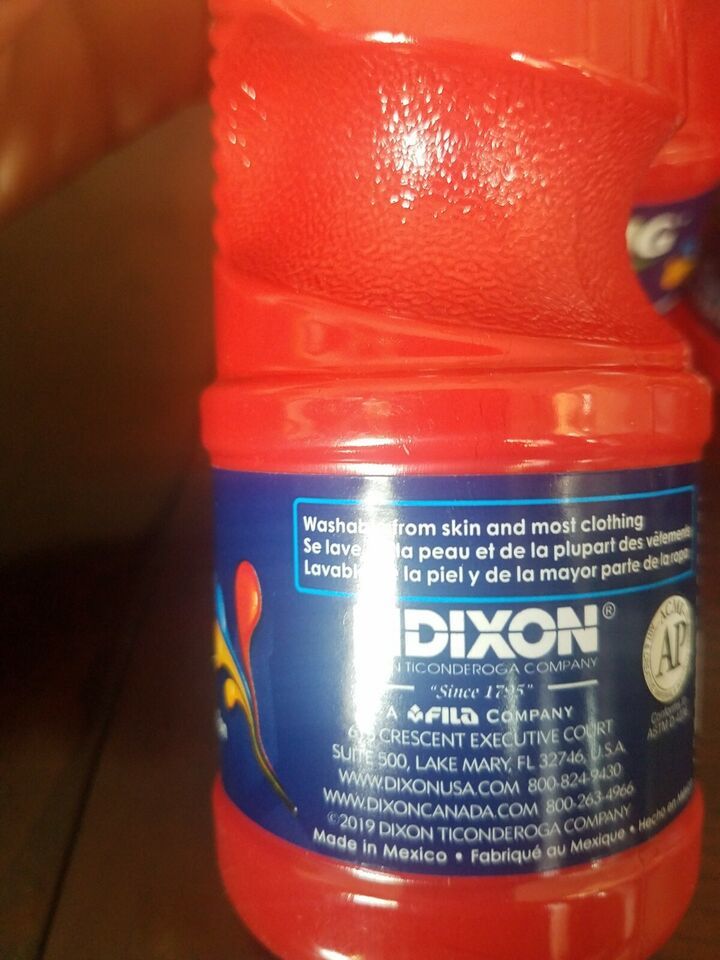 from skin and most clothing
Se la peau et de la plupart des vêtements
la piel y de la mayor parte de la ropa
DIXON®
TICONDEROGA COMPANY
"Since 1795"
A FILA COMPANY
CRESCENT EXECUTIVE COURT
SUITE 500, LAKE MARY, FL 32746, U.S.A
WWW.DIXONUSA.COM 800-824-9430
WWW.DIXONCANADA.COM 800-263-4966
©2019 DIXON TICONDEROGA COMPANY
Made in Mexico • Fabriqué au Mexique • Hecho en
AP
ACMI